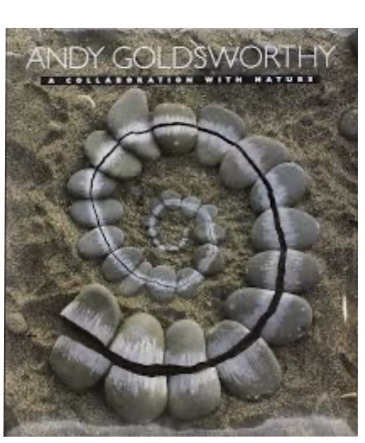 ANDY GOLDSWORTHY
A COLLABORATION WITH NATURE